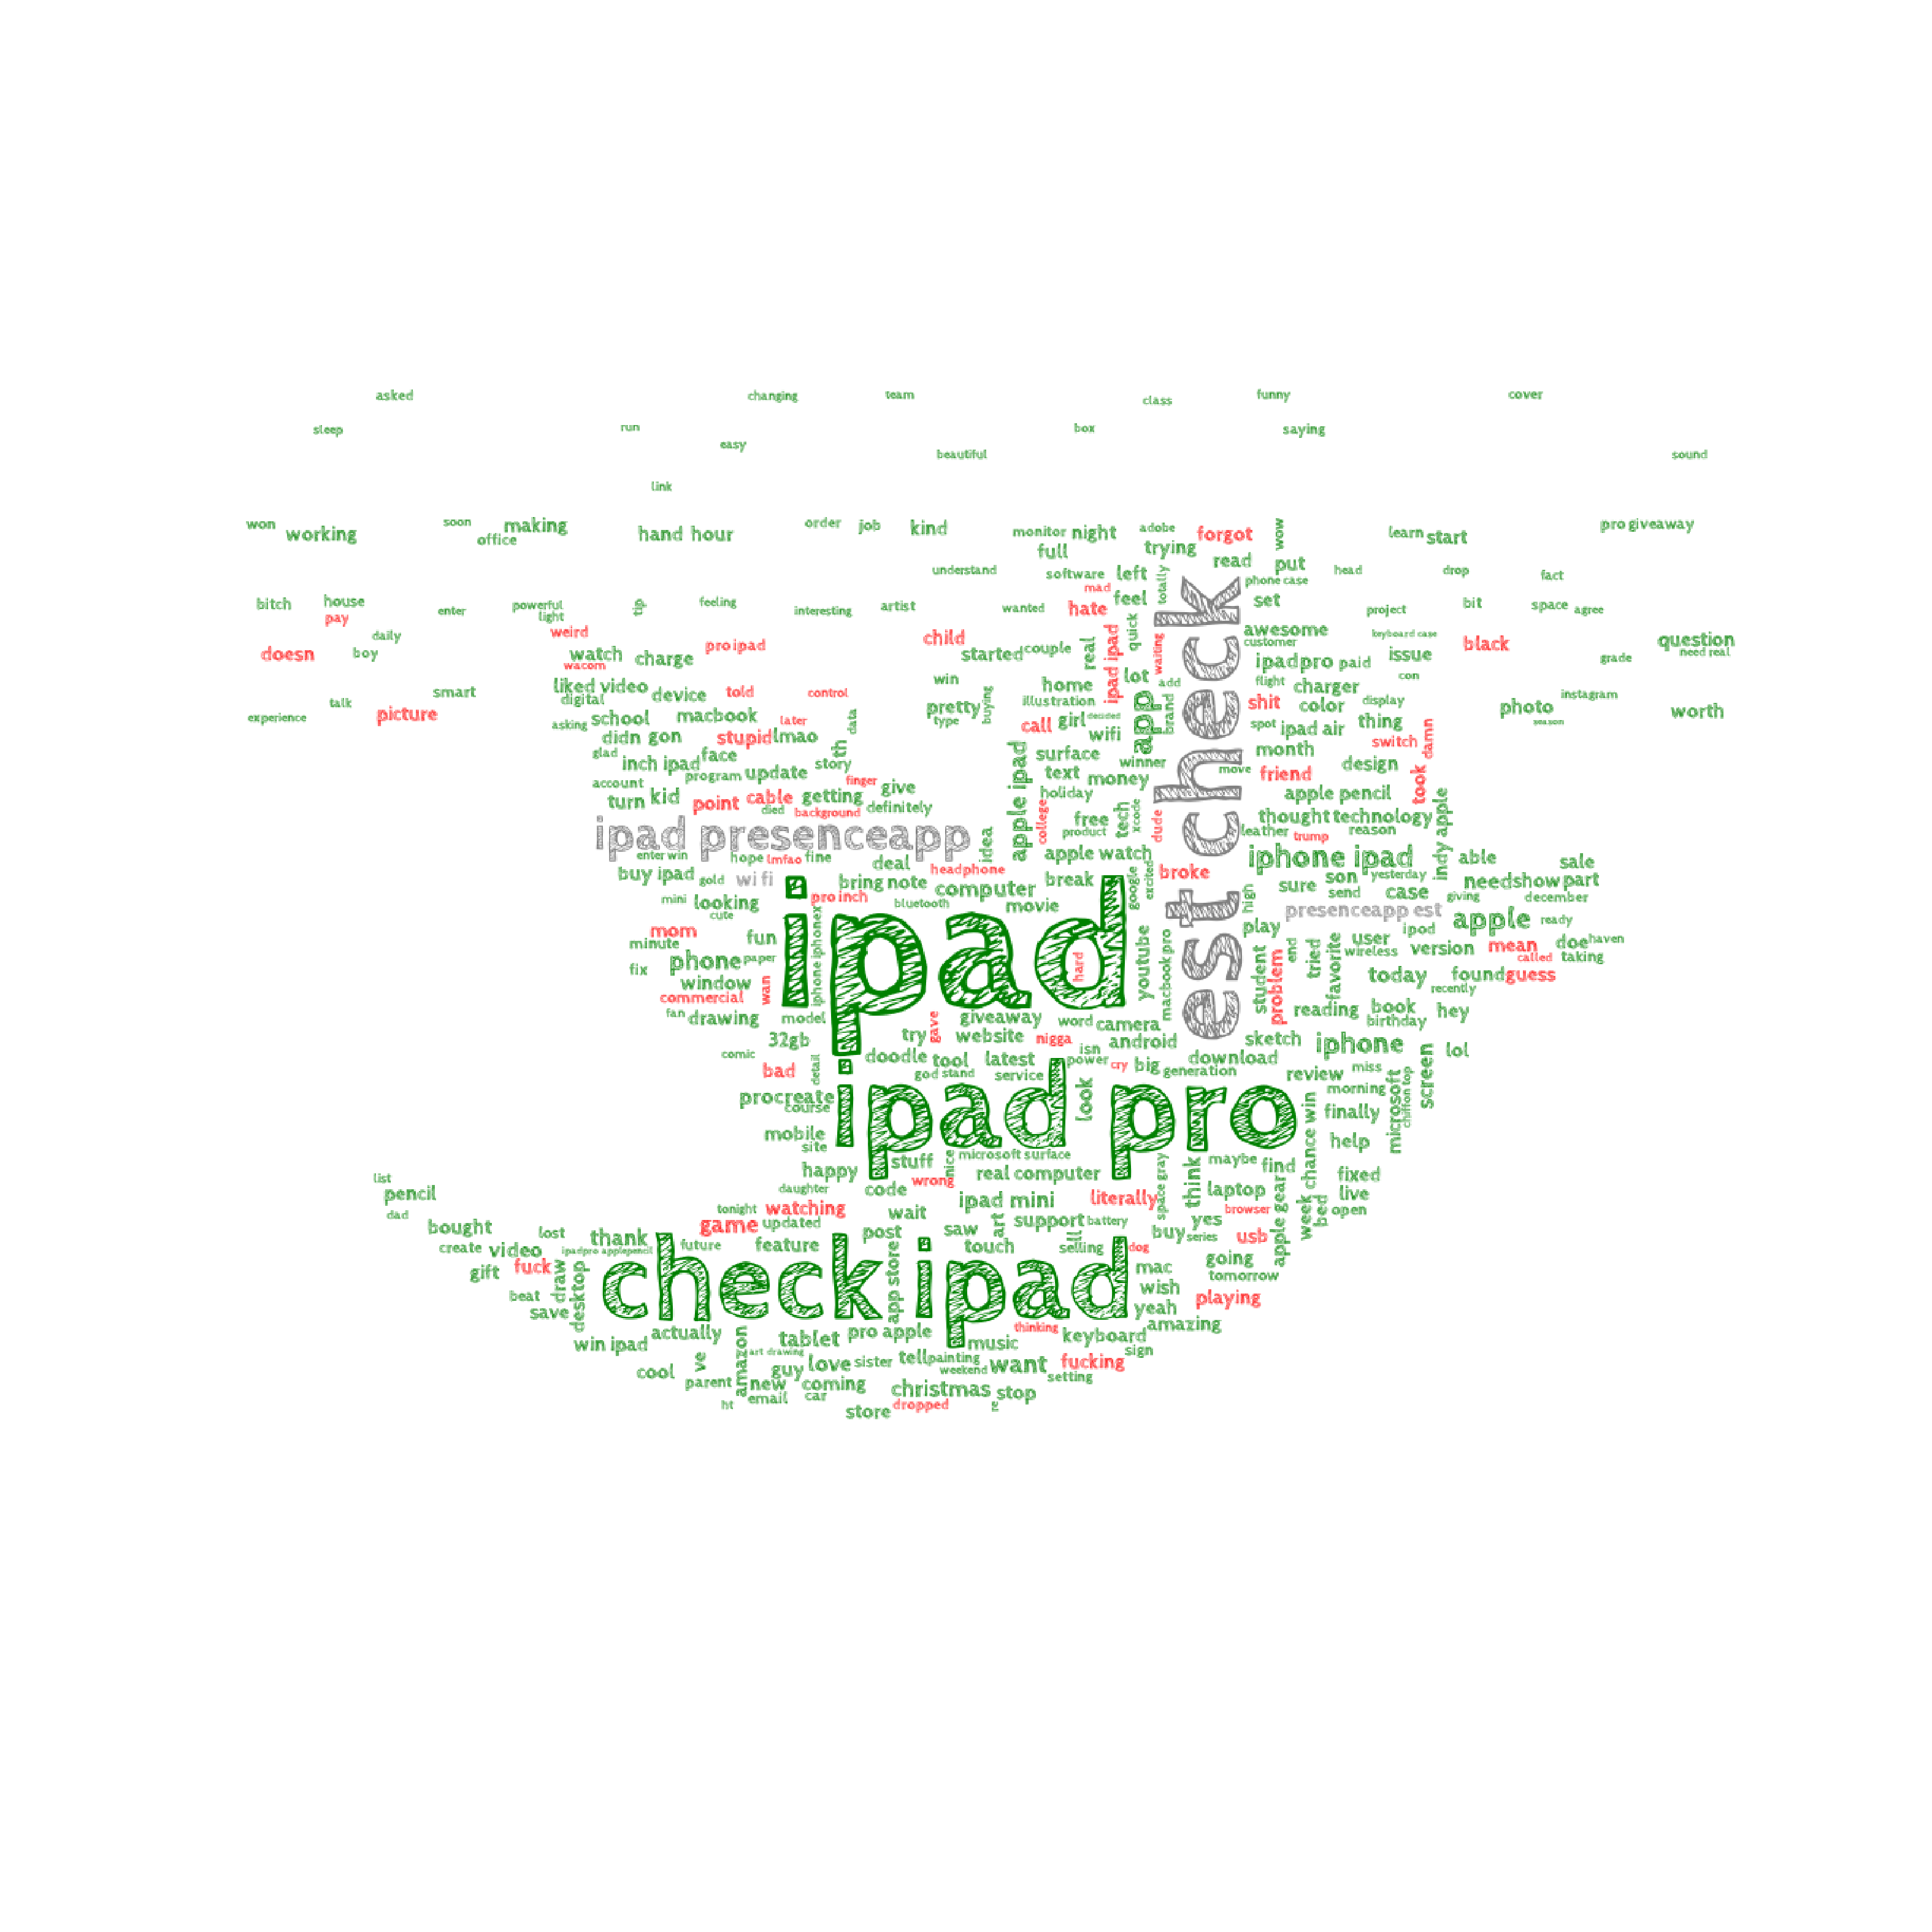 asked changing team class funny cover
sleep run box saying
easy beautiful sound
link
won working soon office making hand hour order job kind monitor night adobe forgot wow learn start pro giveaway
full trying read put
understand software left totally phone case head drop fact
bitch house pay enter powerful light tip feeling interesting artist wanted mad hate feel set project bit space agree
daily weird pro ipad child quick awesome keyboard case black question
doesn boy wacom watch charge started couple real ipad ipad waiting customer ipadpro paid issue grade need real
talk smart liked video digital device told control win home lot add flight charger con
experience picture asking school macbook later data pretty type buying illustration decided call girl app brand shit color display photo instagram season worth
didn gon stupid lmao th wifi spot ipad air thing
glad inch ipad face story surface winner month switch damn
account program update finger give text money move friend design took
turn kid point cable getting definitely holiday apple pencil
died background college free tech xcode thought technology
ipad presenceapp idea apple ipad product dude est check leather trump reason indy apple
enter win hope lmfao fine deal apple watch iphone ipad able sale
buy ipad gold wi fi bring note headphone break broke son yesterday need show part
mini looking pro inch bluetooth computer google excited high sure send case giving december
cute movie presenceapp est apple ready
mom fun ipad play ipod
minute paper youtube user doe haven
fix phone iphone iphonex hard macbook pro student end tried favorite wireless version mean called taking
window wan problem today found guess
commercial recently
fan drawing model giveaway word camera reading book hey
birthday
32gb try gave website nigga isn android sketch iphone lol
comic doodle tool latest power cry big download
bad detail god stand service generation review miss screen
procreate course ipad pro look morning microsoft chiffon top
mobile chance win finally
site help
happy stuff nice microsoft surface think maybe find
list code wrong real computer space gray fixed
pencil daughter ipad mini literally laptop live
dad tonight watching wait art browser week bed open
bought lost thank game updated post saw support battery yes apple gear
create video ipadpro applepencil future feature touch sell selling dog buy series usb
gift fuck draw desktop check ipad app store mac going
beat wish tomorrow
save yeah playing
win ipad actually tablet pro apple thinking keyboard amazing
music sign
cool ve amazon art drawing guy love sister tell painting want fucking
parent new coming weekend setting
email car christmas stop
ht store dropped re